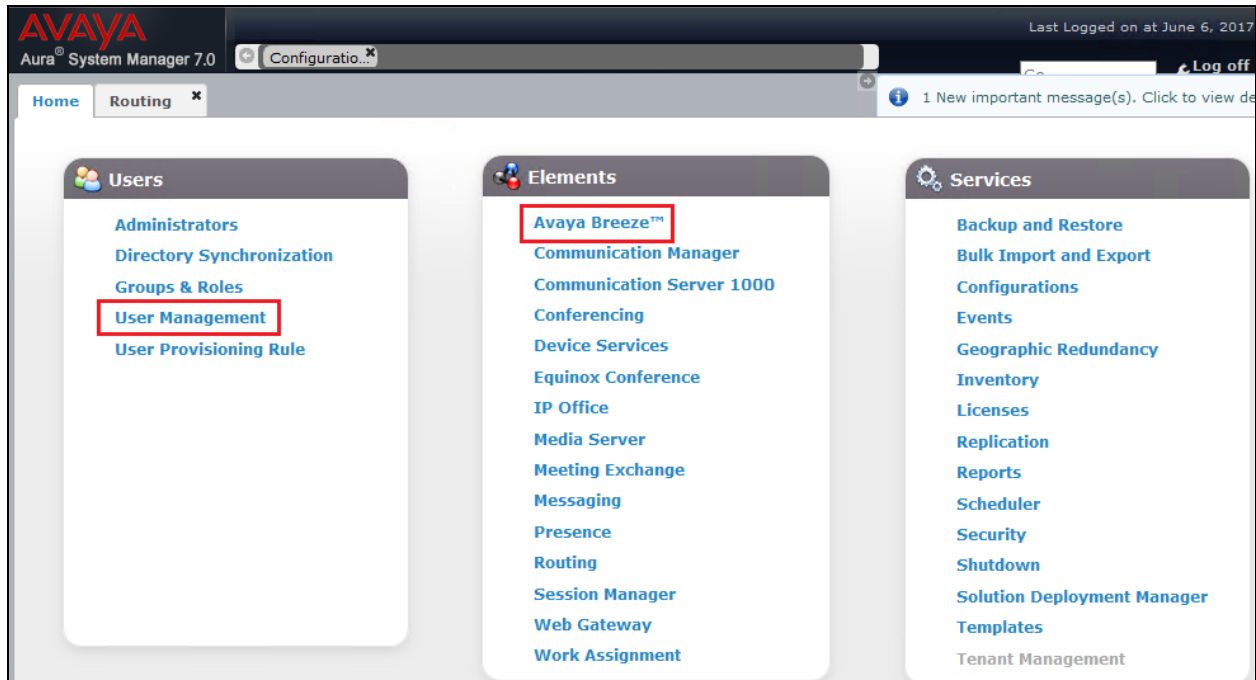 AVAYA
Last Logged on at June 6, 2017
Aura® System Manager 7.0
Configuratio..
Log off
Home
Routing
1 New important message(s). Click to view de
Users
Administrators
Directory Synchronization
Groups & Roles
User Management
User Provisioning Rule
Elements
Avaya Breeze™
Communication Manager
Communication Server 1000
Conferencing
Device Services
Equinox Conference
IP Office
Media Server
Meeting Exchange
Messaging
Presence
Routing
Session Manager
Web Gateway
Work Assignment
Services
Backup and Restore
Bulk Import and Export
Configurations
Events
Geographic Redundancy
Inventory
Licenses
Replication
Reports
Scheduler
Security
Shutdown
Solution Deployment Manager
Templates
Tenant Management